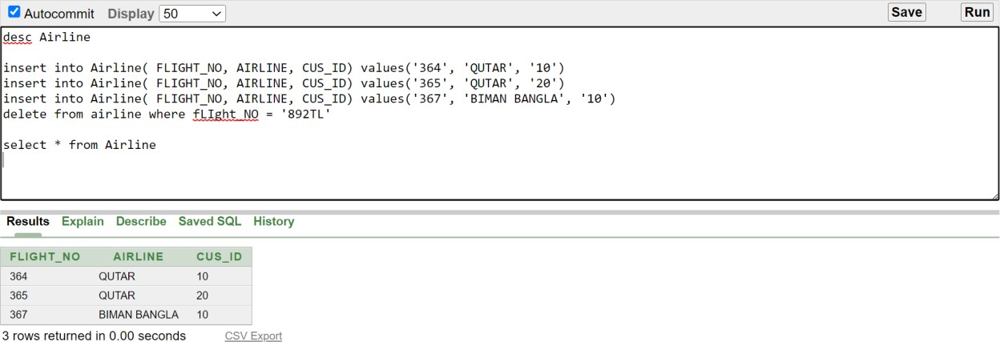 Autocommit Display 50 Save Run
desc Airline
insert into Airline( FLIGHT_NO, AIRLINE, CUS_ID) values('364', 'QUTAR', '10')
insert into Airline( FLIGHT_NO, AIRLINE, CUS_ID) values('365', 'QUTAR', '20')
insert into Airline( FLIGHT_NO, AIRLINE, CUS_ID) values('367', 'BIMAN BANGLA', '10')
delete from airline where fLIght_NO = '892TL'
select * from Airline
Results Explain Describe Saved SQL History
FLIGHT_NO AIRLINE CUS_ID
364 QUTAR 10
365 QUTAR 20
367 BIMAN BANGLA 10
3 rows returned in 0.00 seconds CSV Export